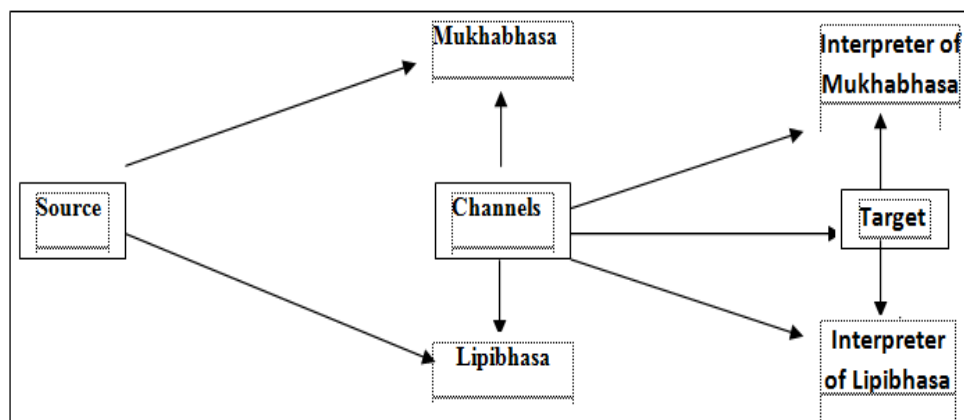 Mukhabhasa
Interpreter of
Mukhabhasa
Source
Channels
Target
Lipibhasa
Interpreter
of Lipibhasa